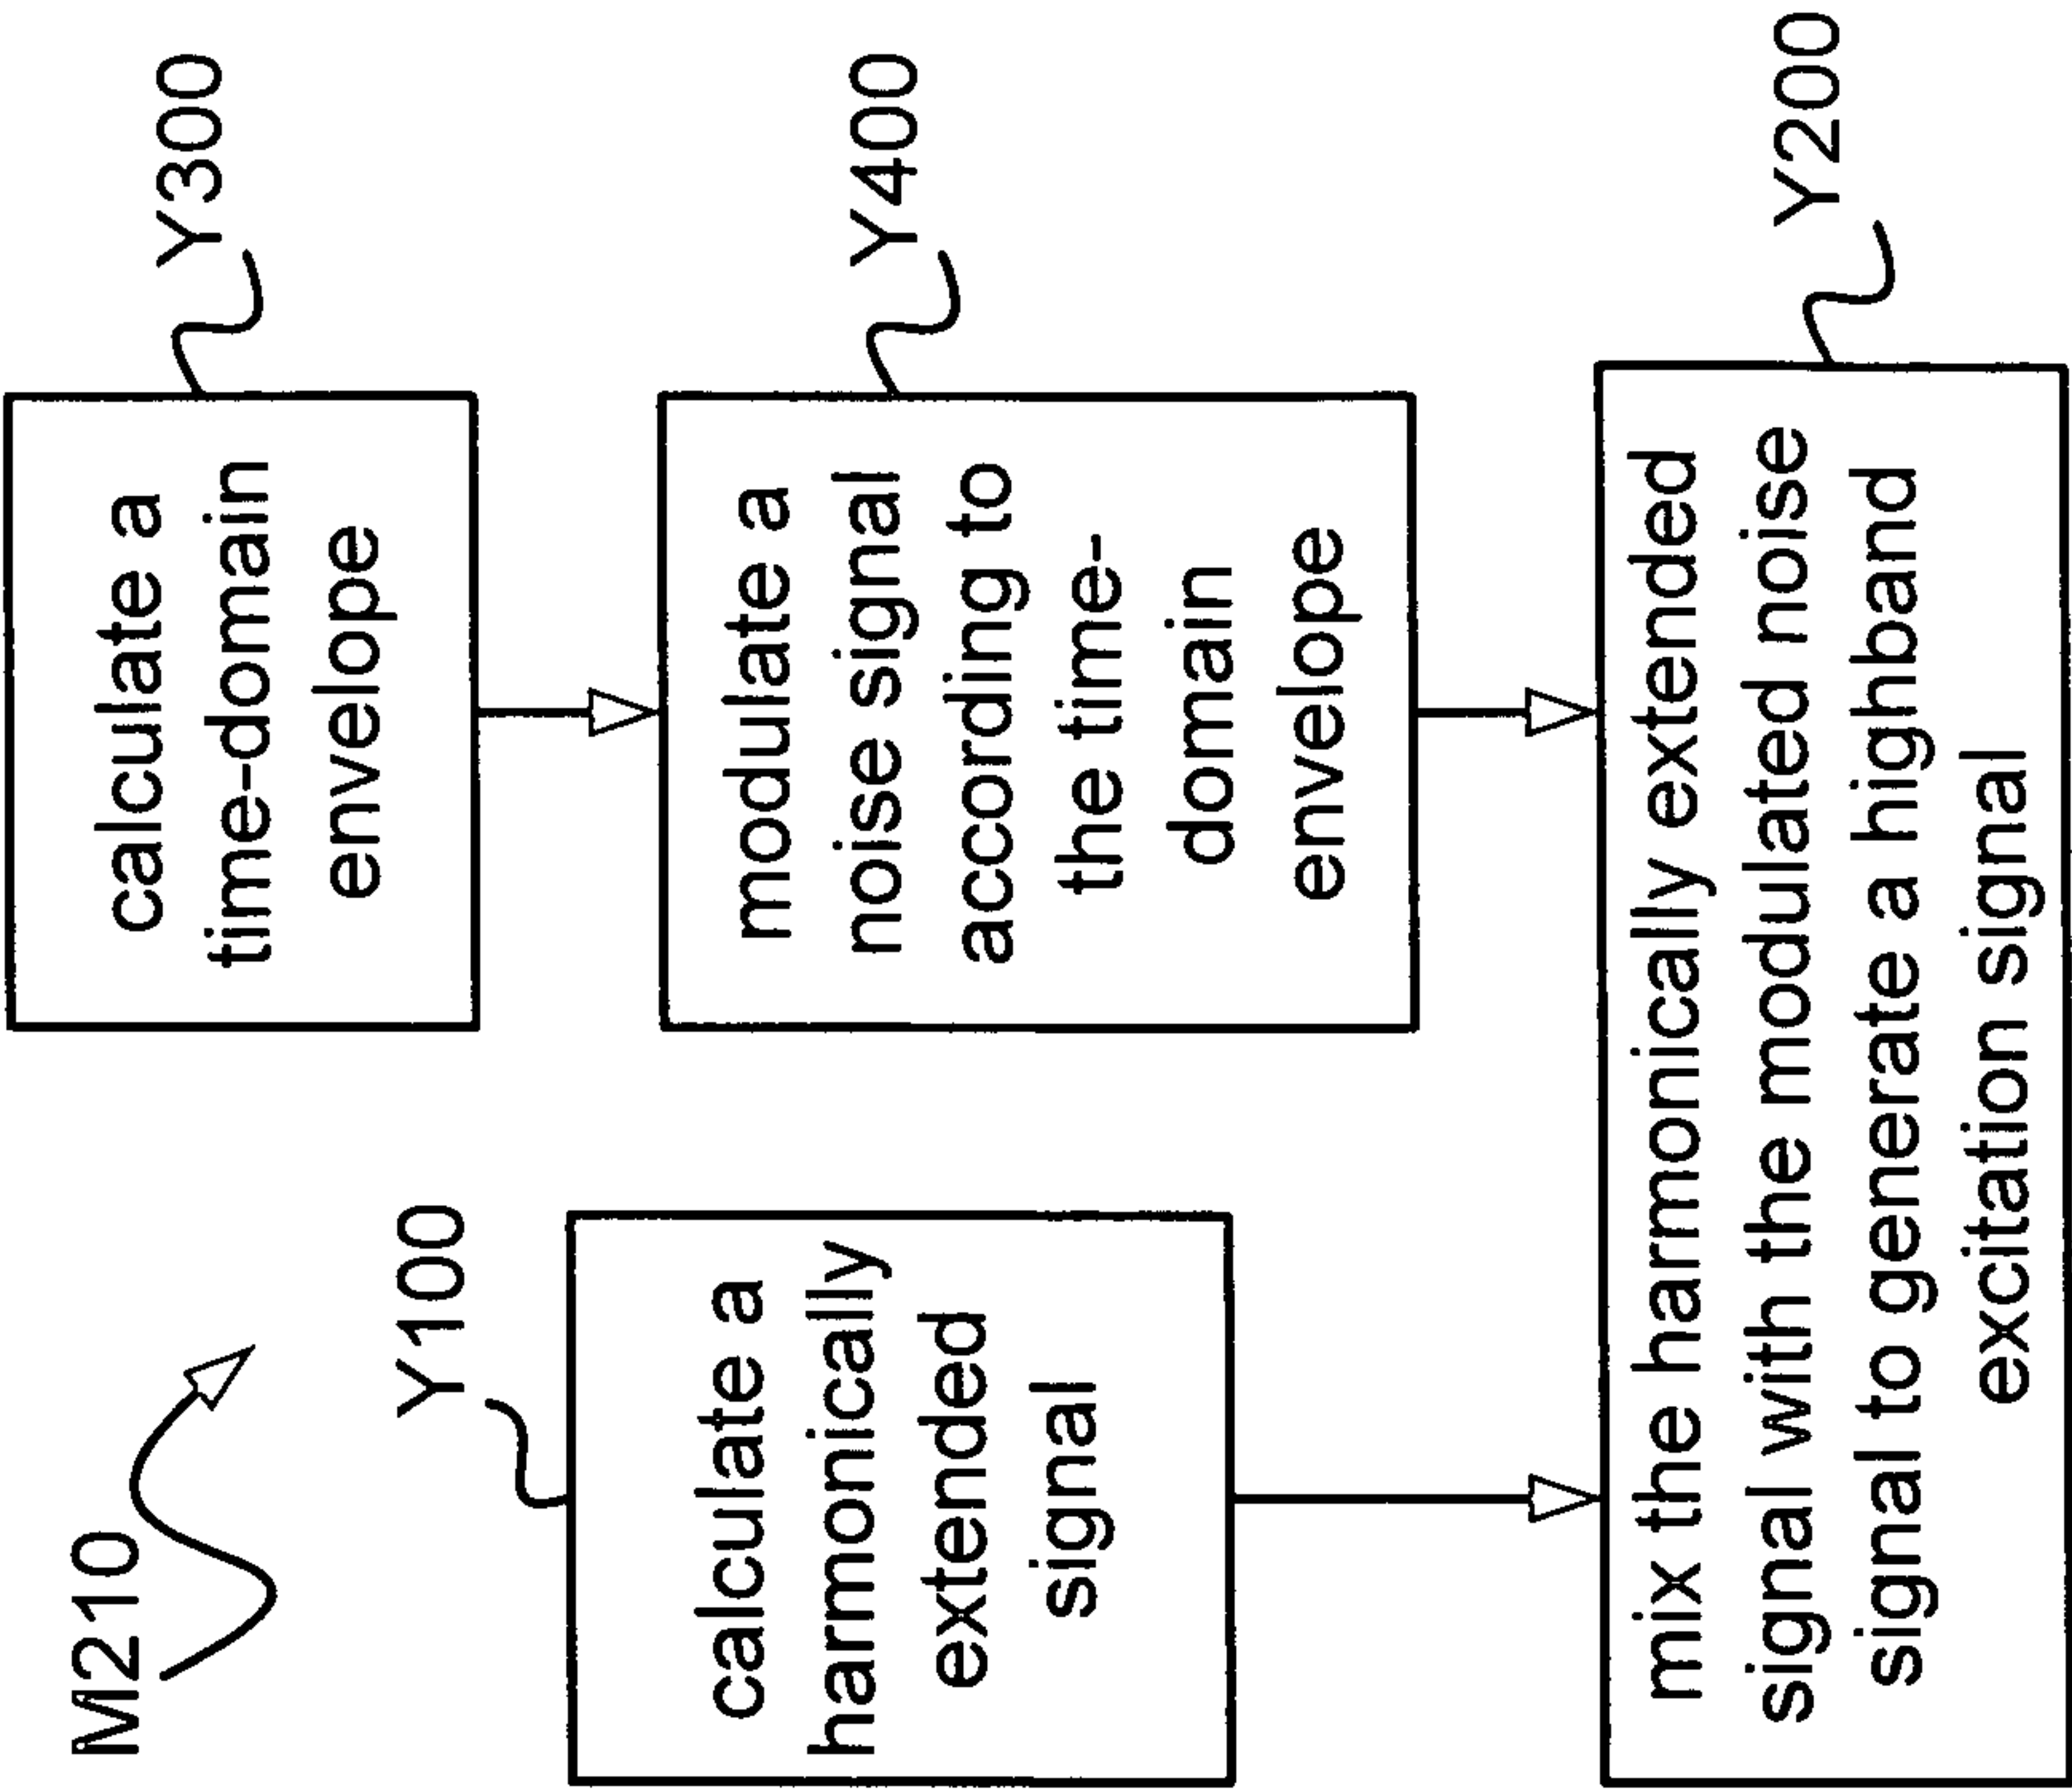 M210
Y100
calculate a
harmonically
extended
signal
calculate a
time-domain
envelope
Y300
modulate a
noise signal
according to
the time-
domain
envelope
Y400
mix the harmonically extended
signal with the modulated noise
signal to generate a highband
excitation signal
Y200